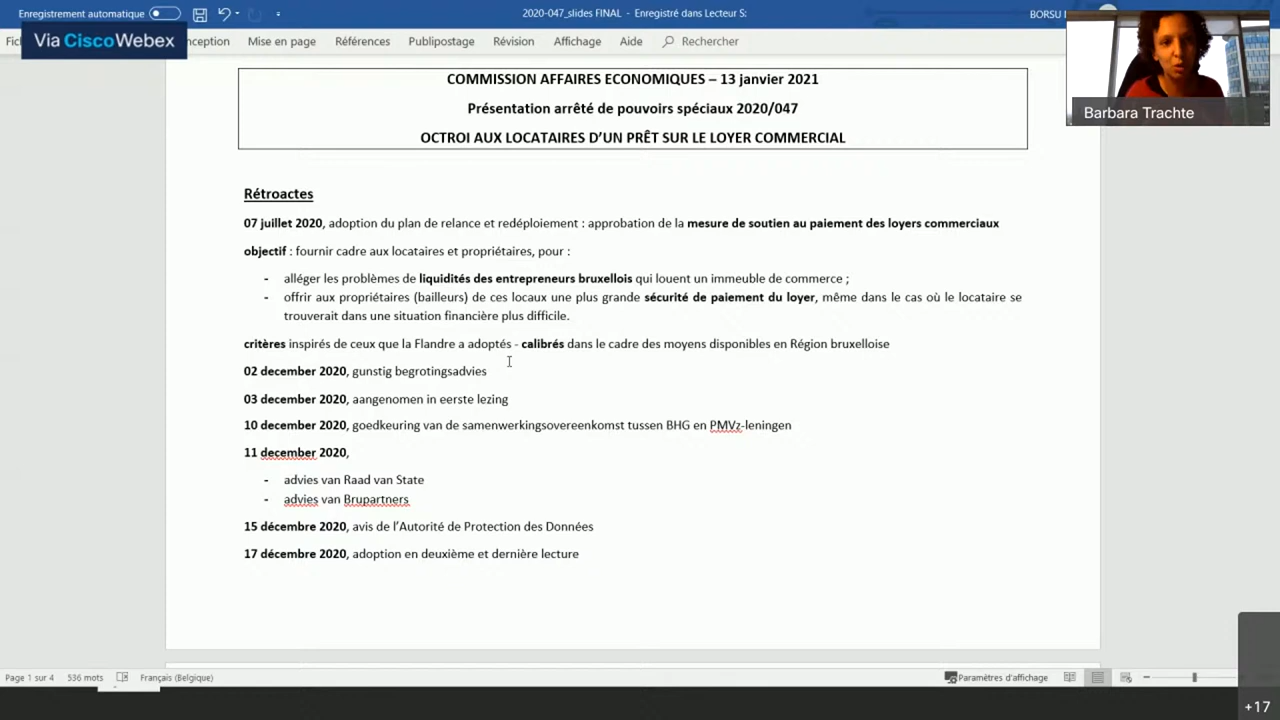 Enregistrement automatique
2020-047_slides FINAL - Enregistré dans Lecteur S:
BORSU
Via CiscoWebex
Mise en page Références Publipostage Révision Affichage Aide Rechercher
Barbara Trachte
COMMISSION AFFAIRES ECONOMIQUES – 13 janvier 2021
Présentation arrêté de pouvoirs spéciaux 2020/047
OCTROI AUX LOCATAIRES D'UN PRÊT SUR LE LOYER COMMERCIAL
Rétroactes
07 juillet 2020, adoption du plan de relance et redéploiement : approbation de la mesure de soutien au paiement des loyers commerciaux
objectif : fournir cadre aux locataires et propriétaires, pour :
- alléger les problèmes de liquidités des entrepreneurs bruxellois qui louent un immeuble de commerce ;
- offrir aux propriétaires (bailleurs) de ces locaux une plus grande sécurité de paiement du loyer, même dans le cas où le locataire se
trouverait dans une situation financière plus difficile.
critères inspirés de ceux que la Flandre a adoptés - calibrés dans le cadre des moyens disponibles en Région bruxelloise
02 december 2020, gunstig begrotingsadvies
03 december 2020, aangenomen in eerste lezing
10 december 2020, goedkeuring van de samenwerkingsovereenkomst tussen BHG en PMVz-leningen
11 december 2020,
- advies van Raad van State
- advies van Brupartners
15 décembre 2020, avis de l'Autorité de Protection des Données
17 décembre 2020, adoption en deuxième et dernière lecture
Page 1 sur 4 536 mots Français (Belgique) Paramètres d'affichage
+17